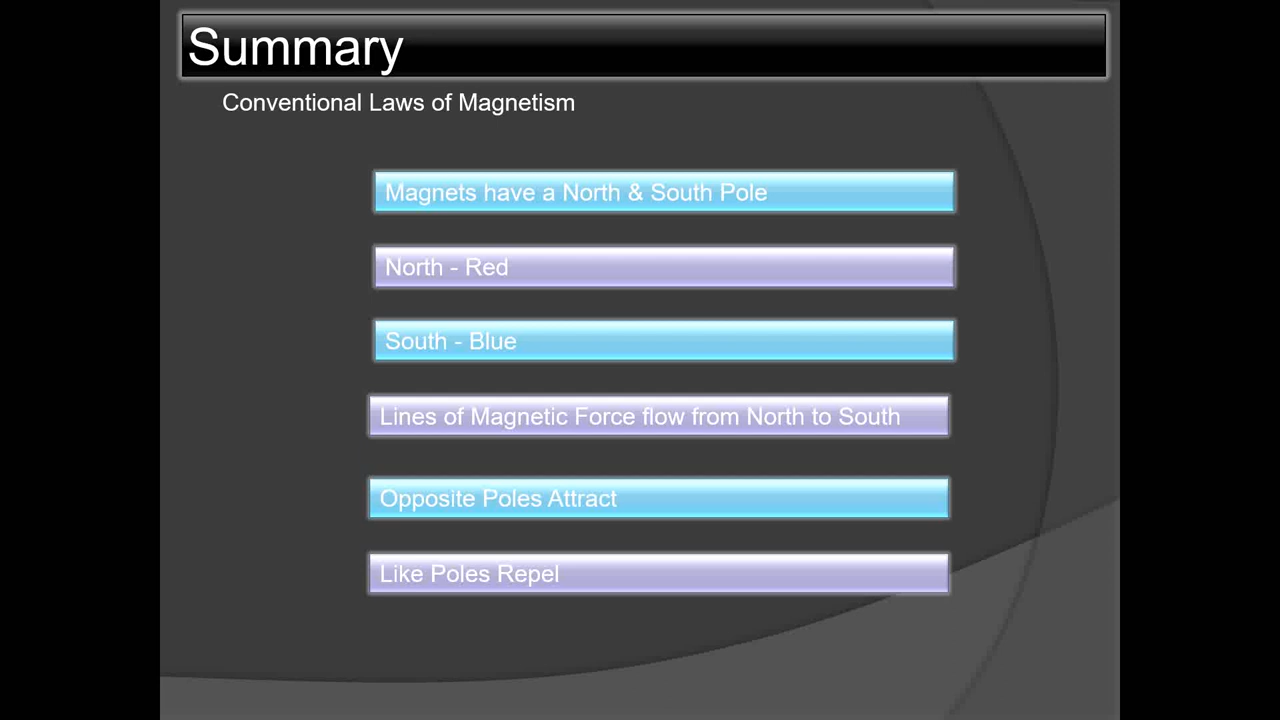 Summary
Conventional Laws of Magnetism
Magnets have a North & South Pole
North - Red
South - Blue
Lines of Magnetic Force flow from North to South
Opposite Poles Attract
Like Poles Repel